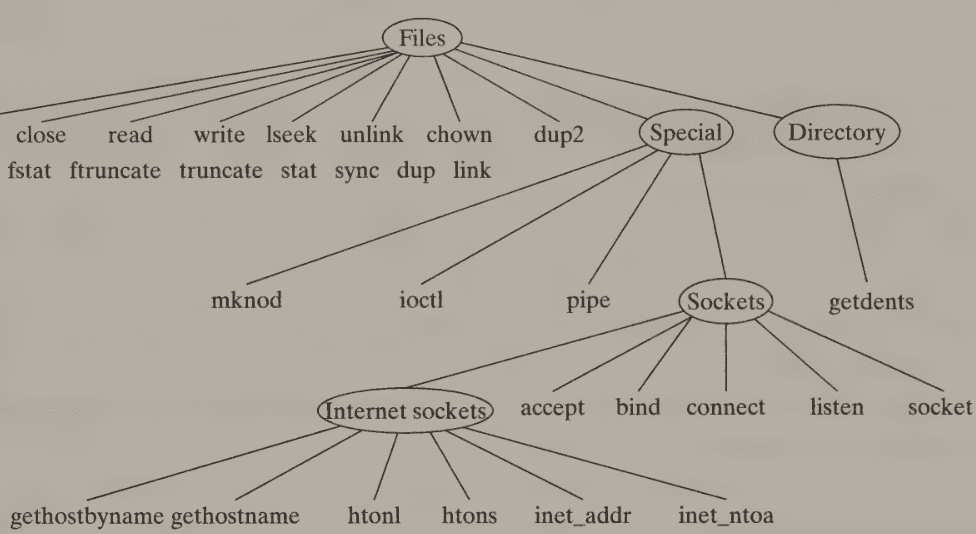 Files
close read write lseek unlink chown dup2 Special Directory
fstat ftruncate truncate stat sync dup link
mknod ioctl pipe Sockets getdents
Internet sockets accept bind connect listen socket
gethostbyname gethostname htonl htons inet_addr inet_ntoa